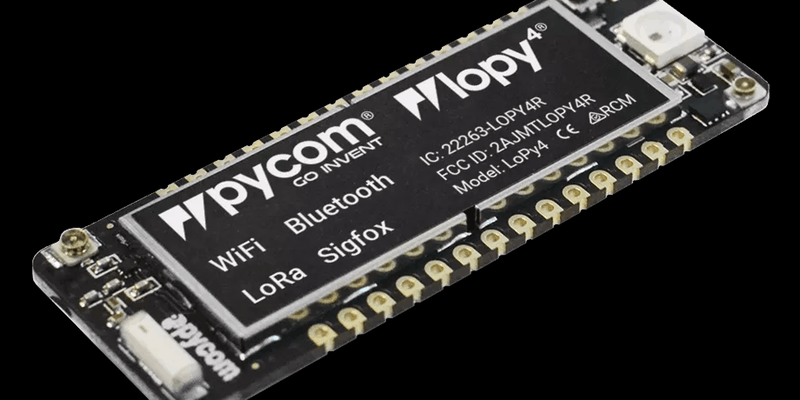 pycom®
GO INVENT
lopy4®
WiFi Bluetooth
LoRa Sigfox
IC: 22263-LOPY4R
FCC ID: 2AJMTLOPY4R
Model: LoPy4 CE RCM
pycom